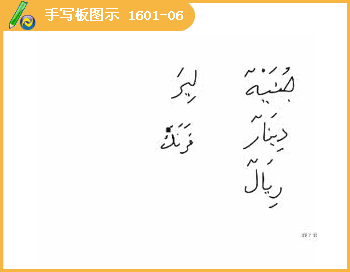 手写板图示 1601-06
جُنَيْهٌ لِيرَ
دِينَارٌ فَرَنْكٌ
رِيَالٌ